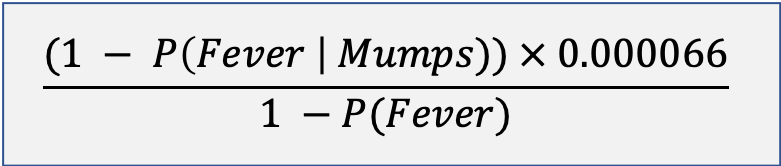 (1 − P(Fever | Mumps)) × 0.000066
1 − P(Fever)